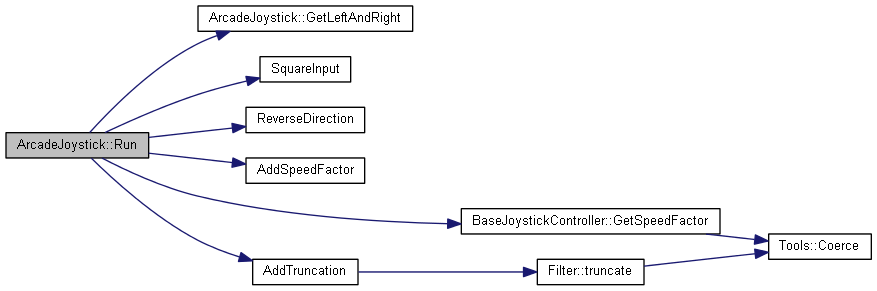 ArcadeJoystick::GetLeftAndRight
SquareInput
ReverseDirection
ArcadeJoystick::Run
AddSpeedFactor
BaseJoystickController::GetSpeedFactor
Tools::Coerce
AddTruncation
Filter::truncate